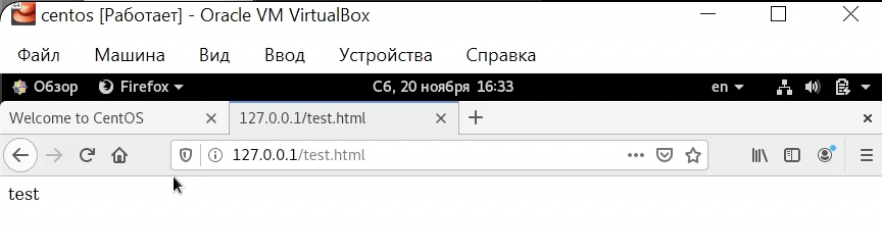 centos [Работает] - Oracle VM VirtualBox
Файл Машина Вид Ввод Устройства Справка
Обзор Firefox Сб, 20 ноября 16:33 en
Welcome to CentOS 127.0.0.1/test.html
127.0.0.1/test.html
test